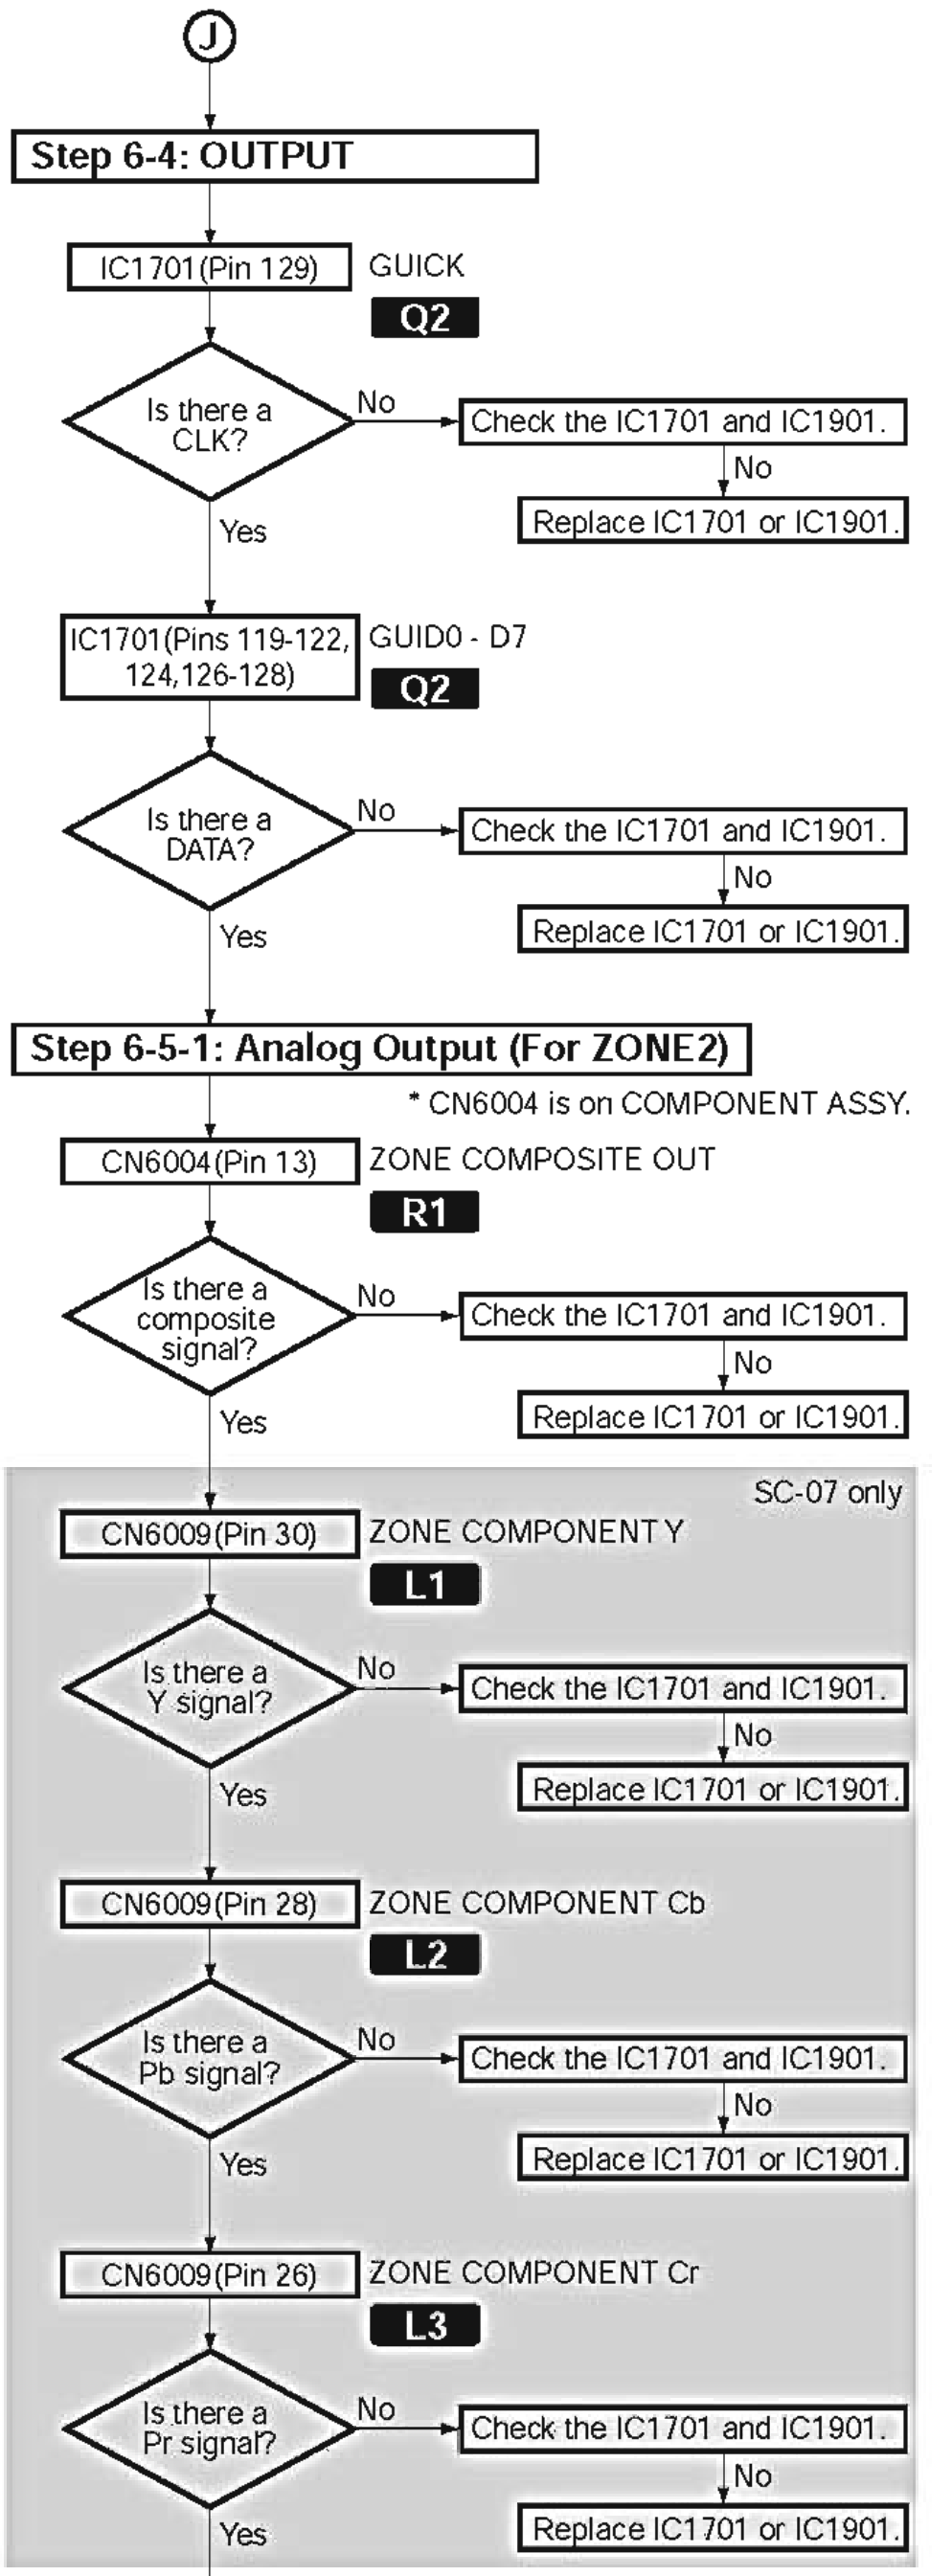 J
Step 6-4: OUTPUT
IC1701(Pin 129)
GUICK
Q2
Is there a
CLK?
No
Check the IC1701 and IC1901.
No
Replace IC1701 or IC1901.
Yes
IC1701(Pins 119-122,
124,126-128)
GUID0 - D7
Q2
Is there a
DATA?
No
Check the IC1701 and IC1901.
No
Replace IC1701 or IC1901.
Yes
Step 6-5-1: Analog Output (For ZONE2)
* CN6004 is on COMPONENT ASSY.
CN6004(Pin 13)
ZONE COMPOSITE OUT
R1
Is there a
composite
signal?
No
Check the IC1701 and IC1901.
No
Replace IC1701 or IC1901.
Yes
SC-07 only
CN6009(Pin 30)
ZONE COMPONENT Y
L1
Is there a
Y signal?
No
Check the IC1701 and IC1901.
No
Replace IC1701 or IC1901.
Yes
CN6009(Pin 28)
ZONE COMPONENT Cb
L2
Is there a
Pb signal?
No
Check the IC1701 and IC1901.
No
Replace IC1701 or IC1901.
Yes
CN6009(Pin 26)
ZONE COMPONENT Cr
L3
Is there a
Pr signal?
No
Check the IC1701 and IC1901.
No
Replace IC1701 or IC1901.
Yes